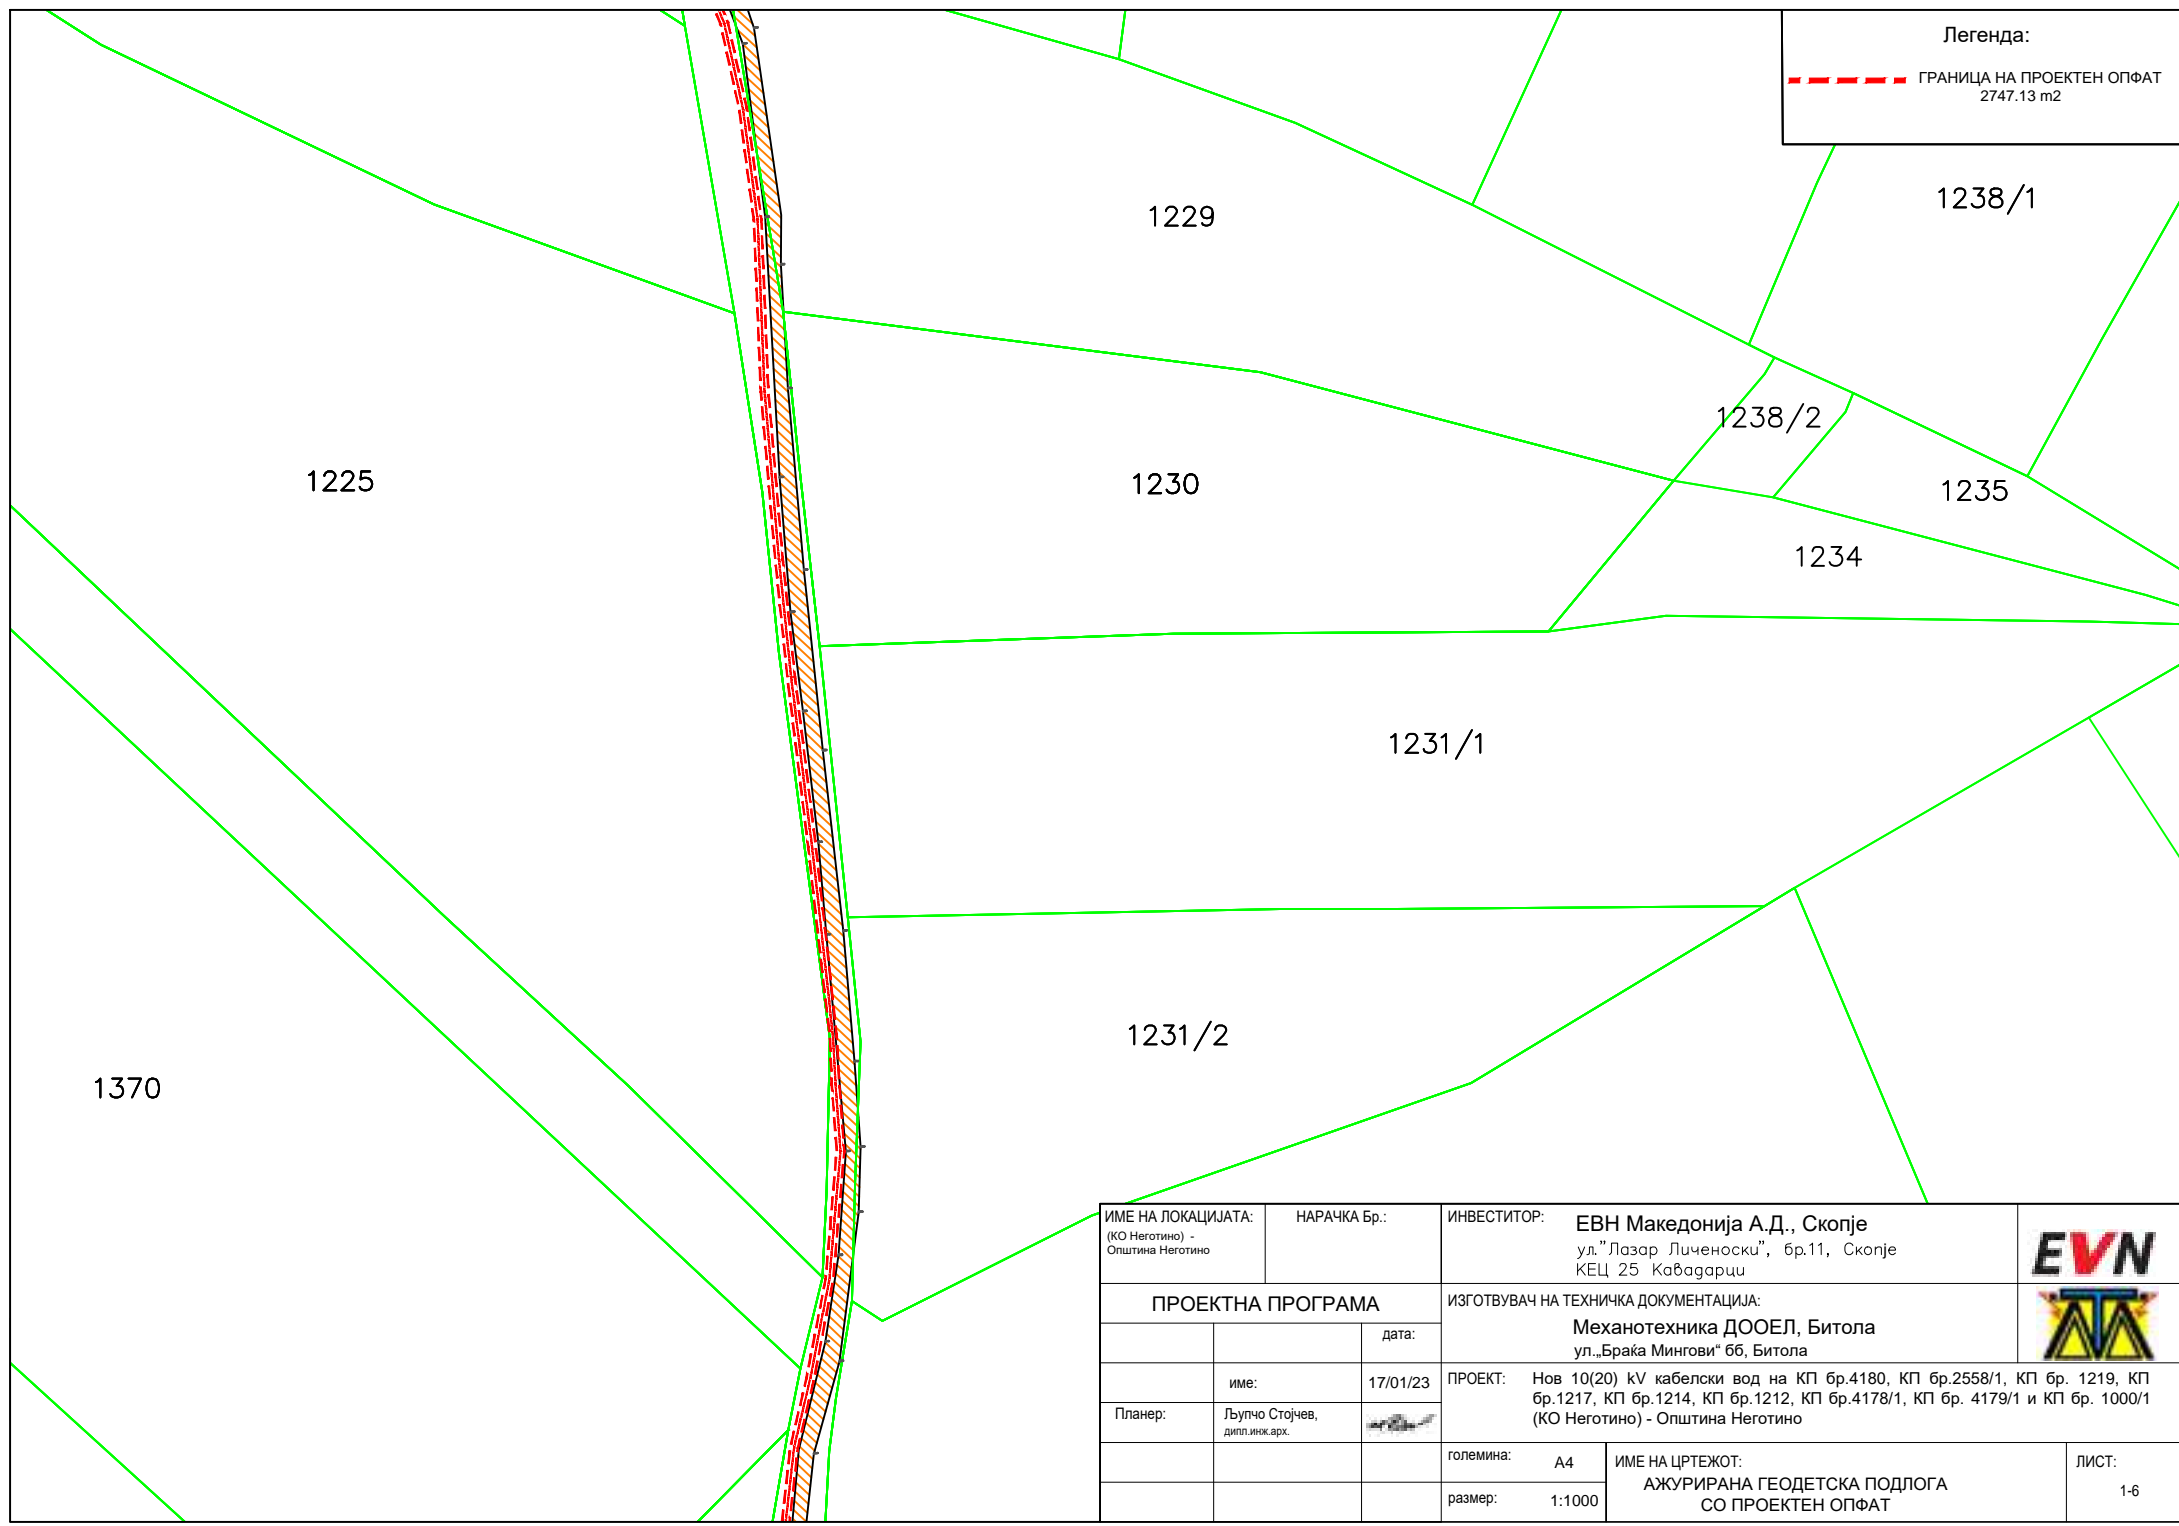 Легенда:
ГРАНИЦА НА ПРОЕКТЕН ОПФАТ
2747.13 m2
1238/1
1229
1238/2
1225
1230
1235
1234
1231/1
1231/2
1370
ИМЕ НА ЛОКАЦИЈАТА:
(КО Неготино) -
Општина Неготино
НАРАЧКА Бр.:
ИНВЕСТИТОР:
ЕВН Македонија А.Д., Скопје
ул."Лазар Личеноски", бр.11, Скопје
КЕЦ 25 Кавадарци
EVN
ПРОЕКТНА ПРОГРАМА
ИЗГОТВУВАЧ НА ТЕХНИЧКА ДОКУМЕНТАЦИЈА:
Механотехника ДООЕЛ, Битола
ул.„Браќа Мингови“ бб, Битола
дата:
име:
17/01/23
Планер:
Љупчо Стојчев,
дипл.инж.арх.
ПРОЕКТ:
Нов 10(20) kV кабелски вод на КП бр.4180, КП бр.2558/1, КП бр. 1219, КП
бр.1217, КП бр.1214, КП бр.1212, КП бр.4178/1, КП бр. 4179/1 и КП бр. 1000/1
(КО Неготино) - Општина Неготино
големина:
А4
размер:
1:1000
ИМЕ НА ЦРТЕЖОТ:
АЖУРИРАНА ГЕОДЕТСКА ПОДЛОГА
СО ПРОЕКТЕН ОПФАТ
ЛИСТ:
1-6